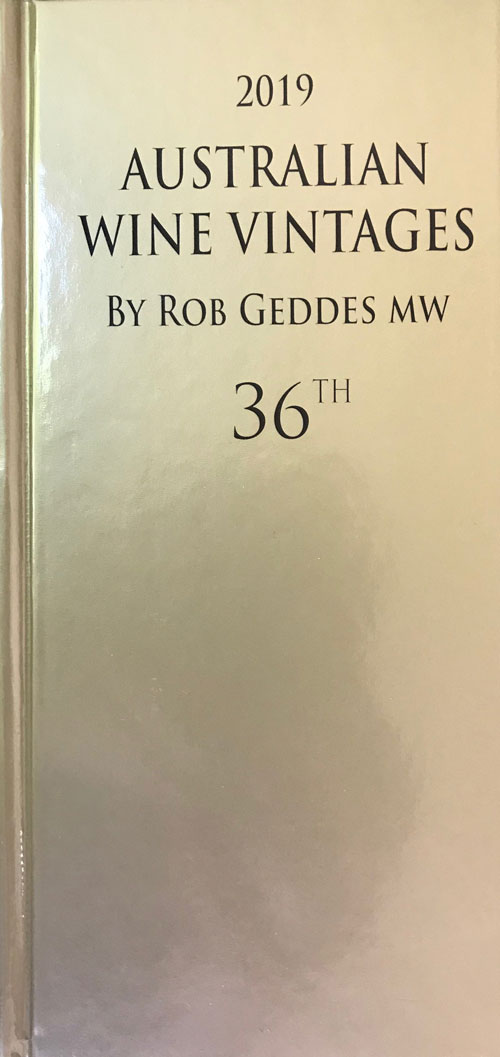 2019
AUSTRALIAN
WINE VINTAGES
BY ROB GEDDES MW
36TH